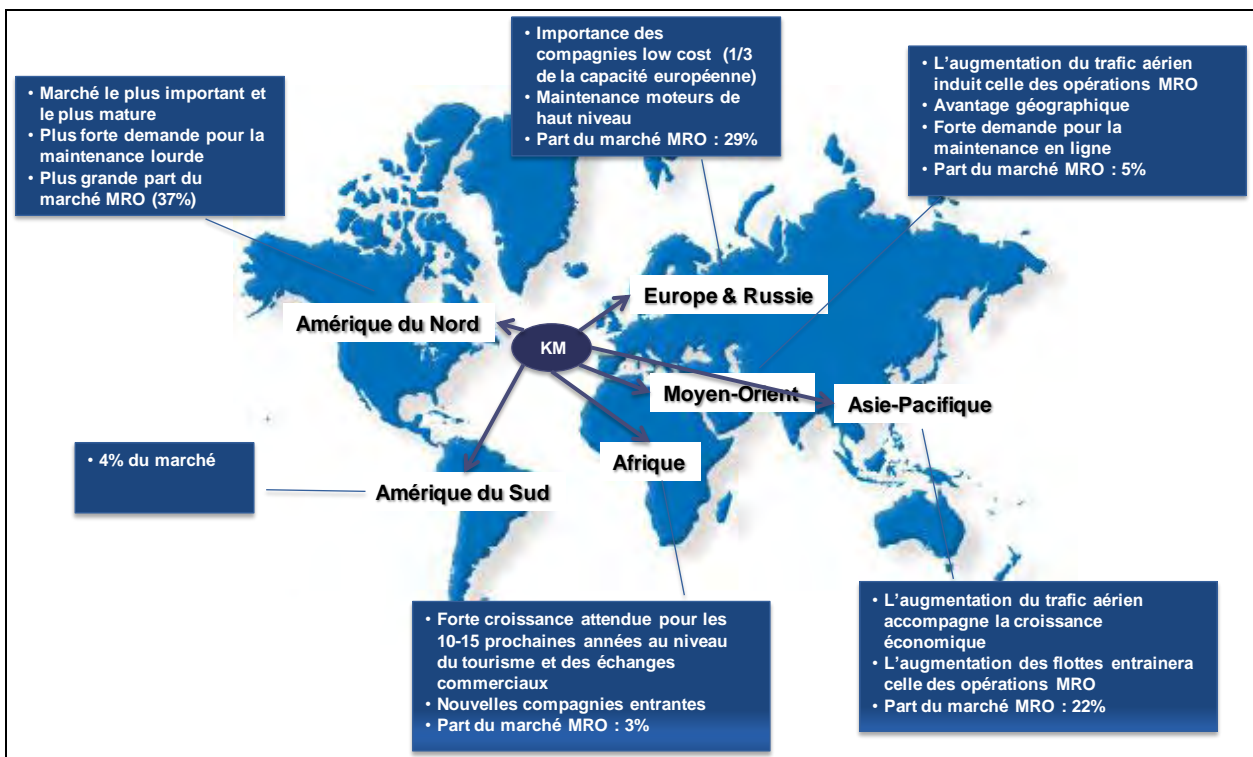 • Importance des
compagnies low cost (1/3
de la capacité européenne)
• Maintenance moteurs de
haut niveau
• Part du marché MRO : 29%
• L'augmentation du trafic aérien
induit celle des opérations MRO
• Avantage géographique
• Forte demande pour la
maintenance en ligne
• Part du marché MRO : 5%
• Marché le plus important et
le plus mature
• Plus forte demande pour la
maintenance lourde
• Plus grande part du
marché MRO (37%)
Europe & Russie
Amérique du Nord
KM
Moyen-Orient
Asie-Pacifique
• 4% du marché
Afrique
Amérique du Sud
• Forte croissance attendue pour les
10-15 prochaines années au niveau
du tourisme et des échanges
commerciaux
• Nouvelles compagnies entrantes
• Part du marché MRO : 3%
• L'augmentation du trafic aérien
accompagne la croissance
économique
• L'augmentation des flottes entrainera
celle des opérations MRO
• Part du marché MRO : 22%